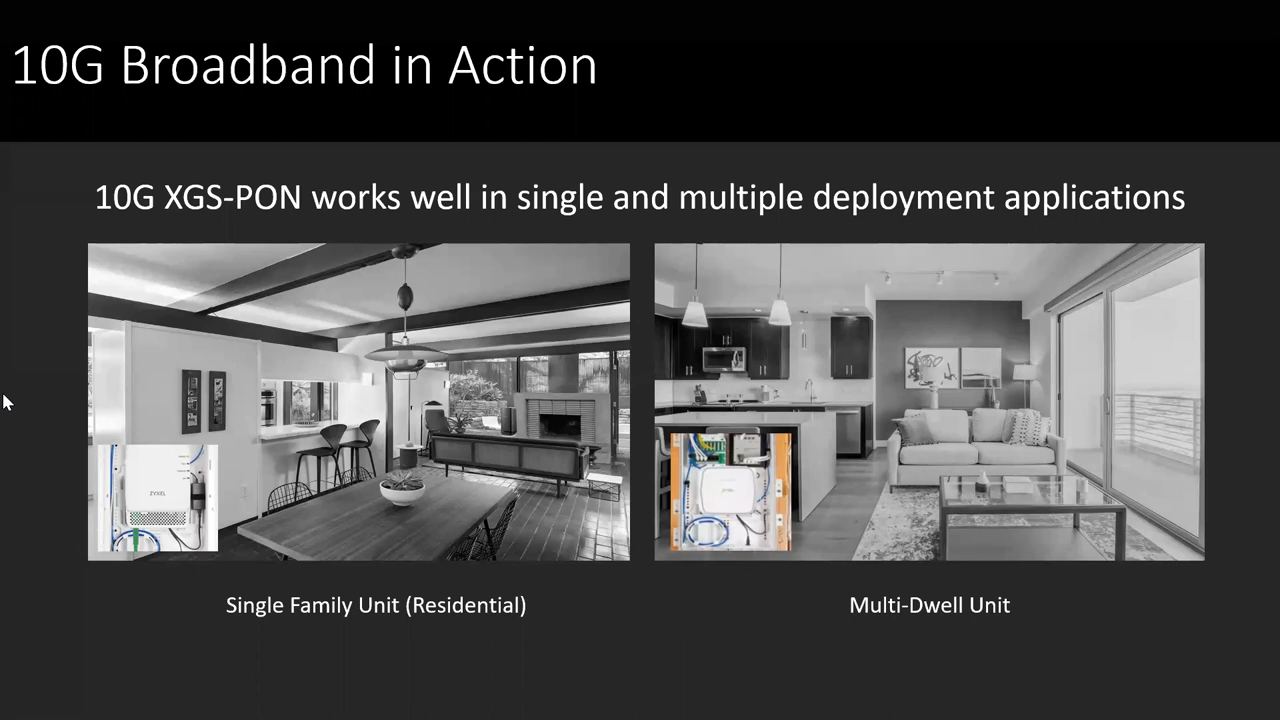 10G Broadband in Action
10G XGS-PON works well in single and multiple deployment applications
ZYXEL
Single Family Unit (Residential)
Multi-Dwell Unit